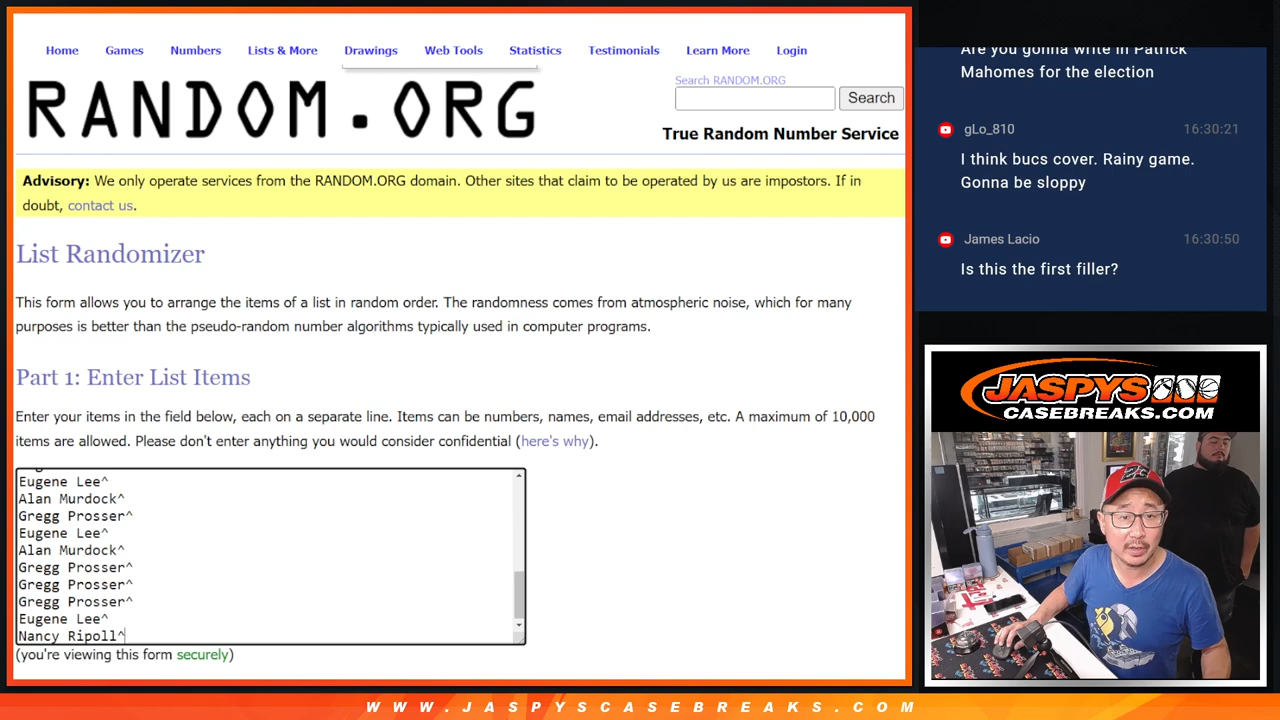 Home Games Numbers Lists & More Drawings Web Tools Statistics Testimonials Learn More Login
RANDOM.ORG
Search RANDOM.ORG
Search
True Random Number Service
Advisory: We only operate services from the RANDOM.ORG domain. Other sites that claim to be operated by us are impostors. If in
doubt, contact us.
List Randomizer
This form allows you to arrange the items of a list in random order. The randomness comes from atmospheric noise, which for many
purposes is better than the pseudo-random number algorithms typically used in computer programs.
Part 1: Enter List Items
Enter your items in the field below, each on a separate line. Items can be numbers, names, email addresses, etc. A maximum of 10,000
items are allowed. Please don't enter anything you would consider confidential (here's why).
Eugene Lee^
Alan Murdock^
Gregg Prosser^
Eugene Lee^
Alan Murdock^
Gregg Prosser^
Gregg Prosser^
Gregg Prosser^
Eugene Lee^
Nancy Ripoll^
(you're viewing this form securely)
Are you gonna write in Patrick
Mahomes for the election
gLo_810 16:30:21
I think bucs cover. Rainy game.
Gonna be sloppy
James Lacio 16:30:50
Is this the first filler?
JASPYS
CASEBREAKS.COM
WWW.JASPYSCASEBREAKS.COM